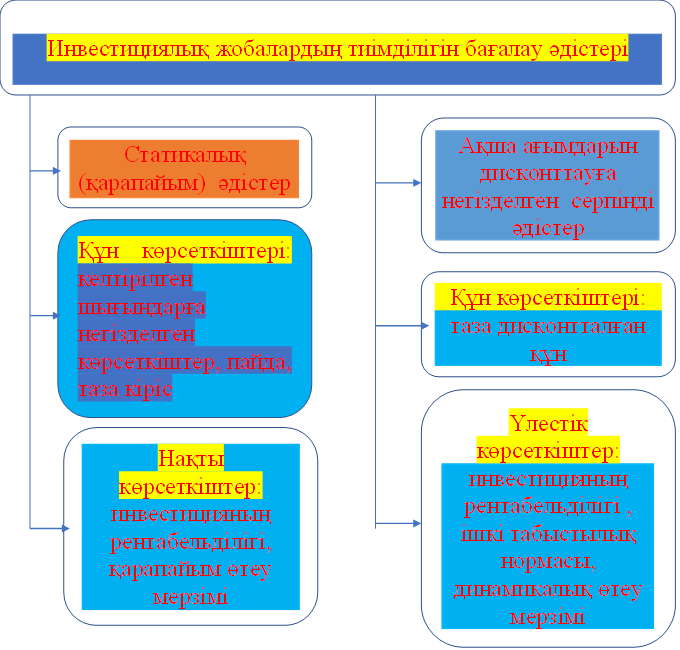 Инвестициялық жобалардың тиімділігін бағалау әдістері
Статикалық
(қарапайым) әдістер
Құн көрсеткіштері:
келтірілген
шығындарға
негізделген
көрсеткіштер, пайда,
таза кіріс
Нақты
көрсеткіштер:
инвестицияның
рентабельділігі,
қарапайым өтеу
мерзімі
Ақша ағымдарын
дисконттауға
негізделген серпінді
әдістер
Құн көрсеткіштері:
таза дисконтталған
құн
Үлестік
көрсеткіштер:
инвестицияның
рентабельділігі ,
ішкі табыстылық
нормасы,
динамикалық өтеу
мерзімі